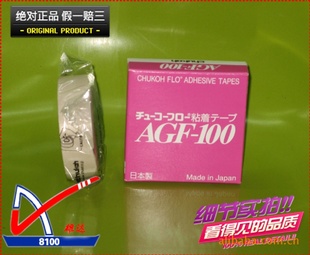 绝对正品 假一赔三
- ORIGINAL PRODUCT -
AGF-100
CHUKOH FLO ADHESIVE TAPES
チューコーフロー粘着テープ
AGF-100
日本製
Made in Japan
8100
细节实拍!!
看得见的品质